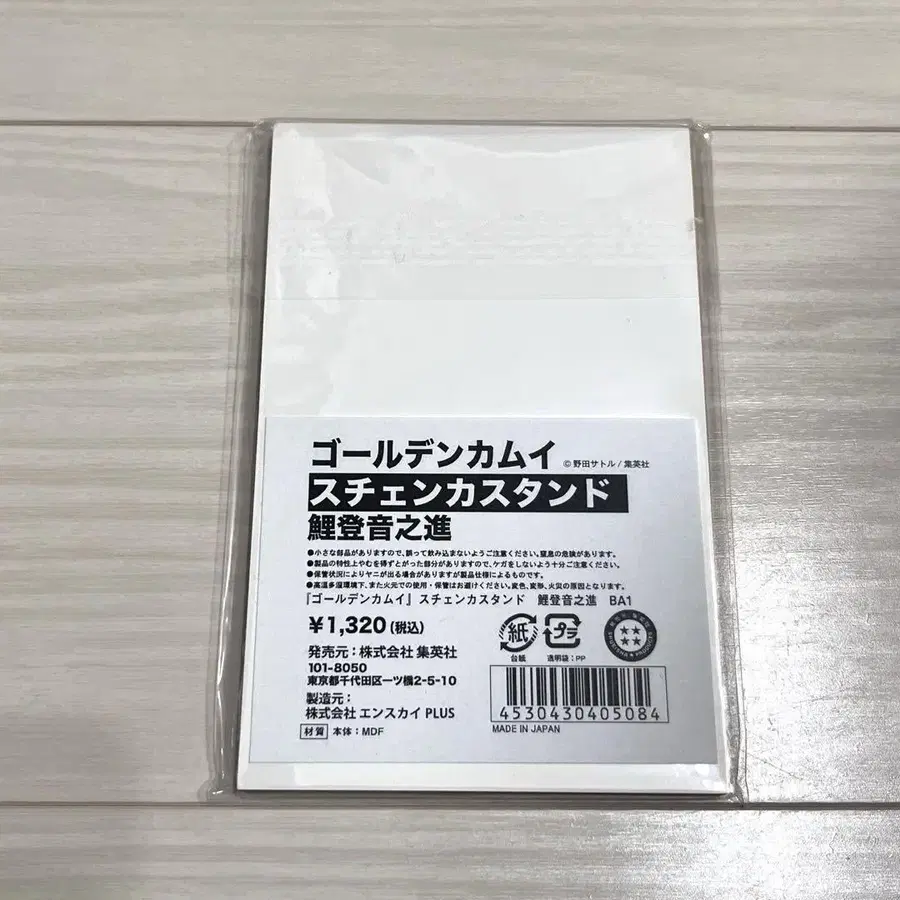 ゴールデンカムイ
©野田サトル/集英社
スチェンカスタンド
鯉登音之進
●小さな部品がありますので、誤って飲み込まないようご注意ください。窒息の危険があります。
●製品の特性上やむを得ずとがった部分がありますので、ケガをしないよう十分ご注意ください。
●保管状況によりヤニが出る場合がありますが製品仕様によるものです。
●高温多湿環境下、また火元での使用・保管はお避けください。変色、変形、火災の原因となります。
『ゴールデンカムイ』スチェンカスタンド 鯉登音之進 BA1
¥1,320(税込)
紙
台紙
プラ
透明袋:PP
発売元:株式会社 集英社
101-8050
東京都千代田区一ツ橋2-5-10
製造元:
株式会社 エンスカイ PLUS
材質 本体:MDF
4530430405084
MADE IN JAPAN